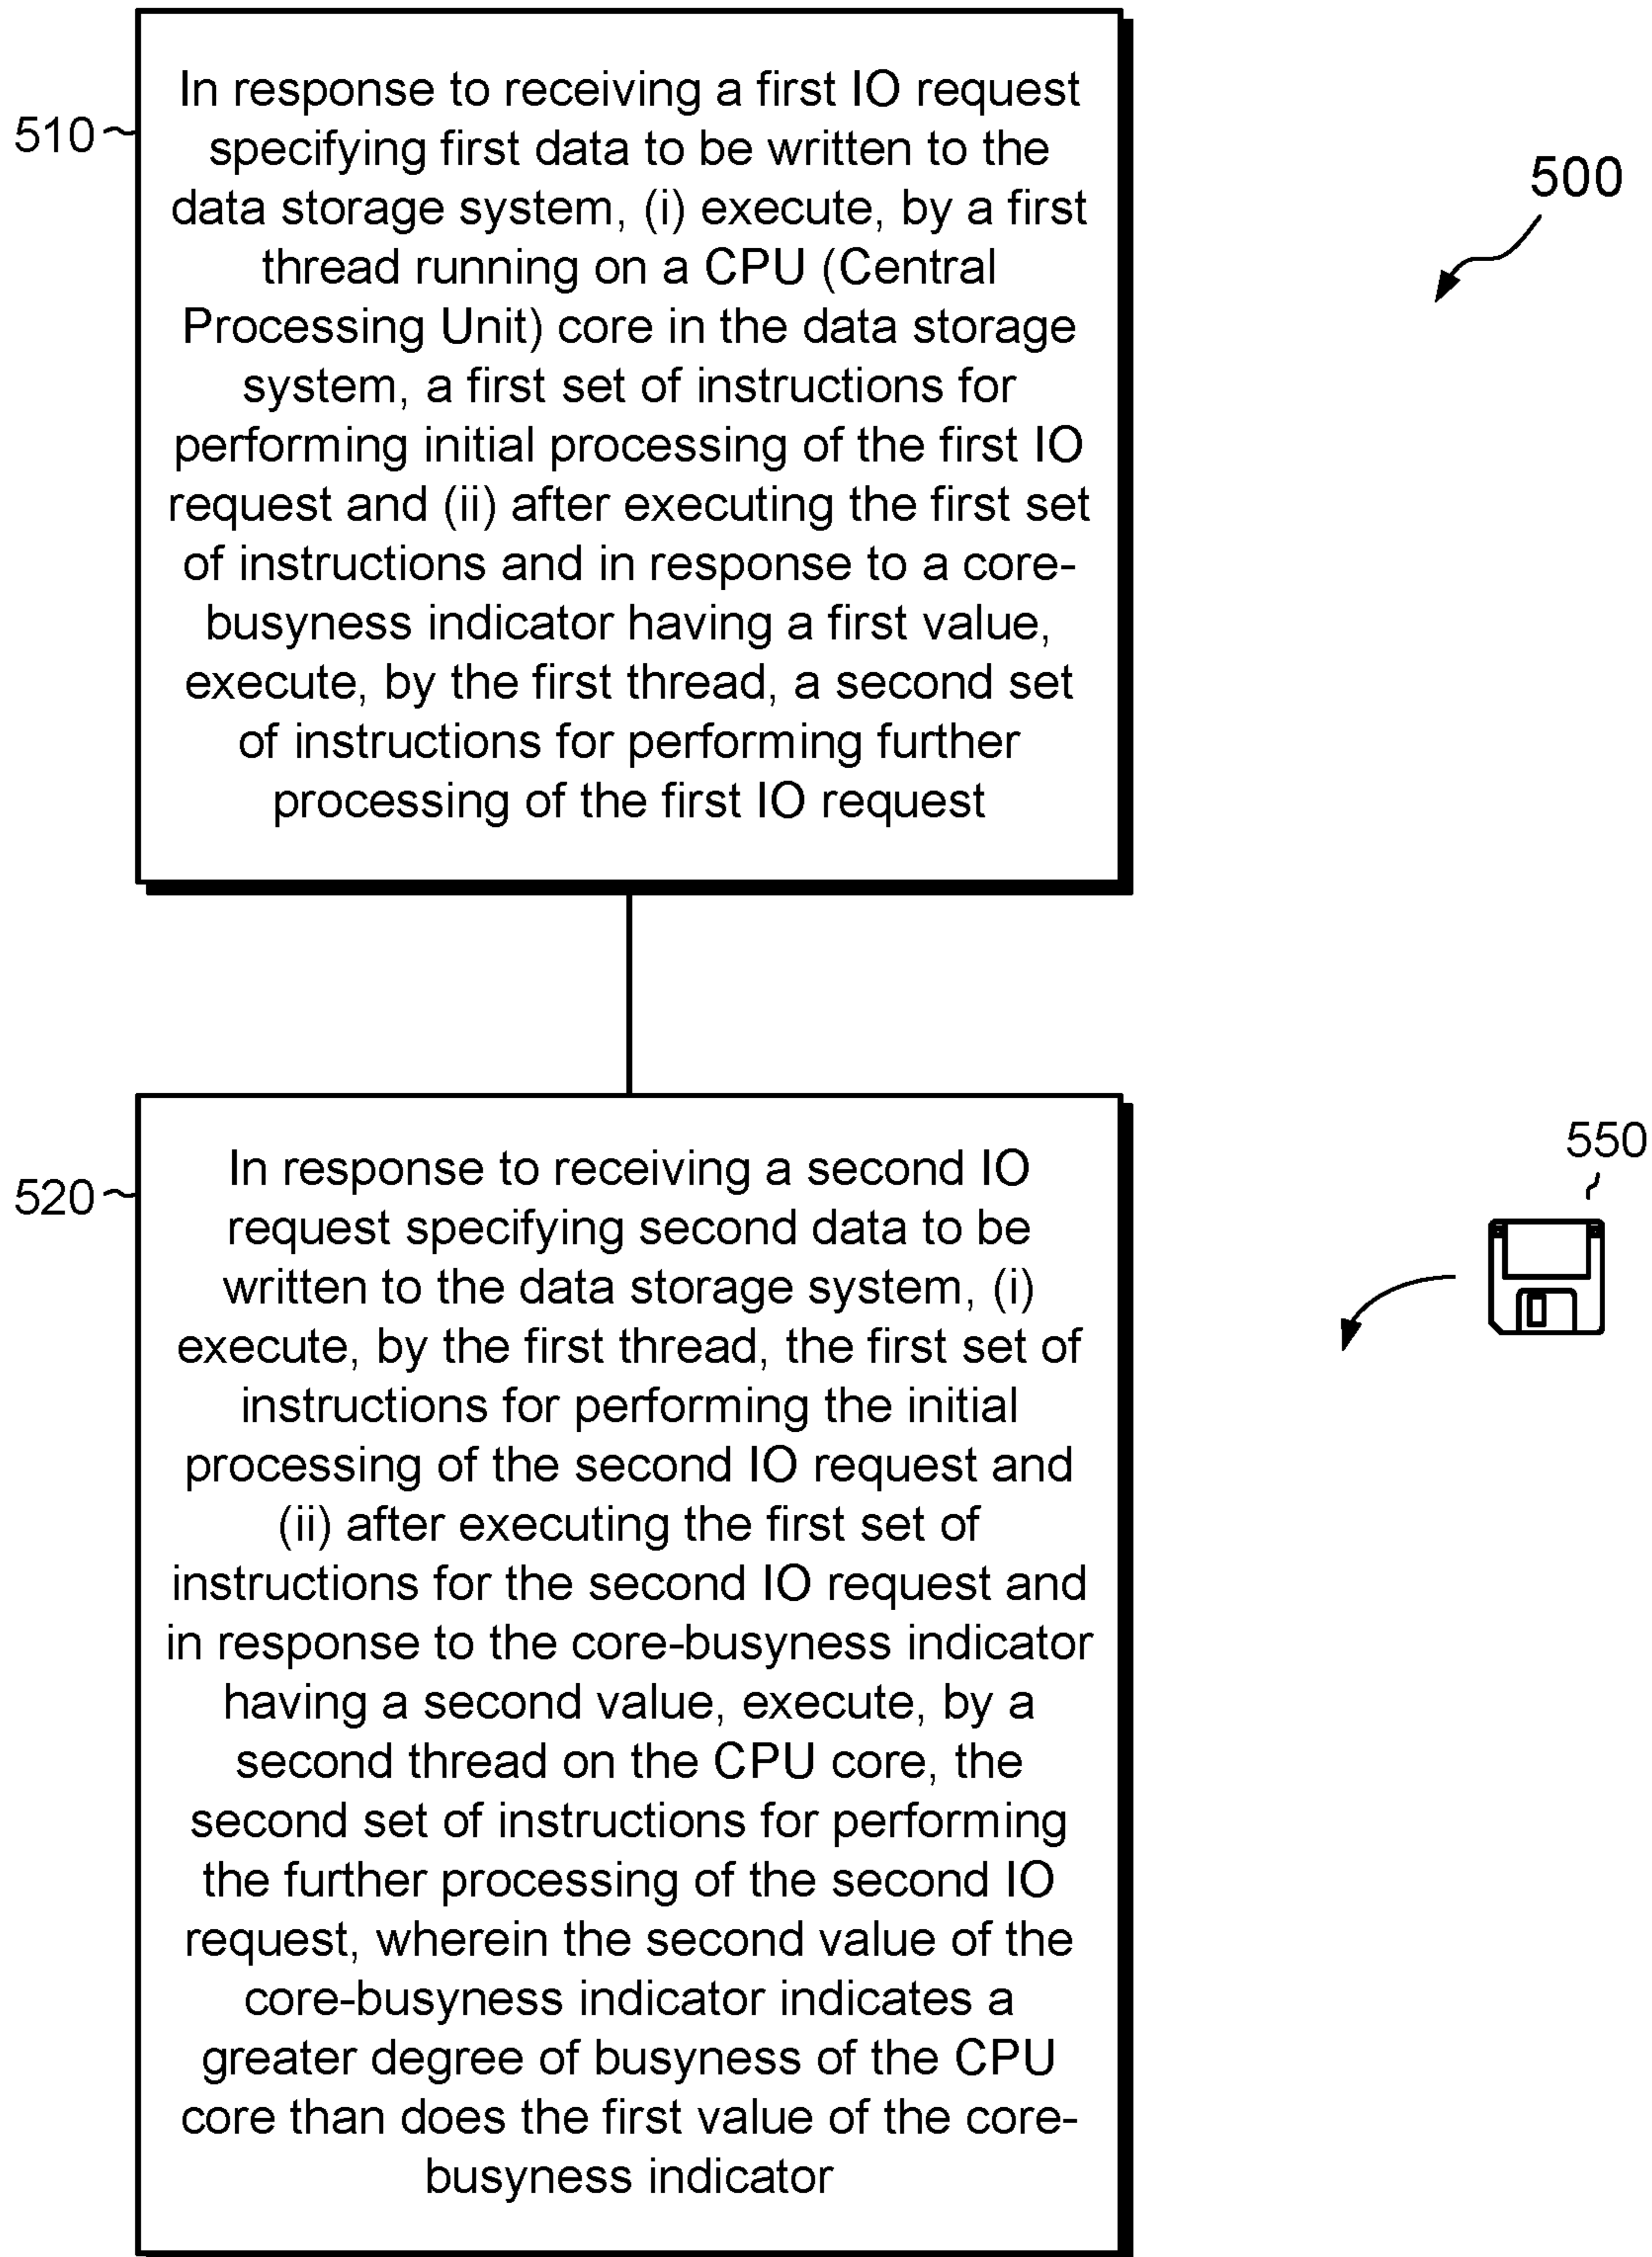 In response to receiving a first IO request
specifying first data to be written to the
data storage system, (i) execute, by a first
thread running on a CPU (Central
Processing Unit) core in the data storage
system, a first set of instructions for
performing initial processing of the first IO
request and (ii) after executing the first set
of instructions and in response to a core-
busyness indicator having a first value,
execute, by the first thread, a second set
of instructions for performing further
processing of the first IO request
510
500
In response to receiving a second IO
request specifying second data to be
written to the data storage system, (i)
execute, by the first thread, the first set of
instructions for performing the initial
processing of the second IO request and
(ii) after executing the first set of
instructions for the second IO request and
in response to the core-busyness indicator
having a second value, execute, by a
second thread on the CPU core, the
second set of instructions for performing
the further processing of the second IO
request, wherein the second value of the
core-busyness indicator indicates a
greater degree of busyness of the CPU
core than does the first value of the core-
busyness indicator
520
550